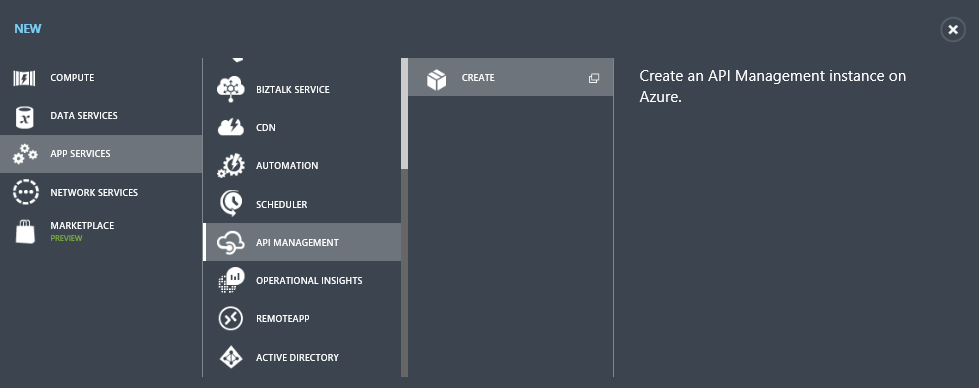 NEW
COMPUTE
DATA SERVICES
APP SERVICES
NETWORK SERVICES
MARKETPLACE
PREVIEW
BIZTALK SERVICE
CDN
AUTOMATION
SCHEDULER
API MANAGEMENT
OPERATIONAL INSIGHTS
REMOTEAPP
ACTIVE DIRECTORY
CREATE
Create an API Management instance on
Azure.